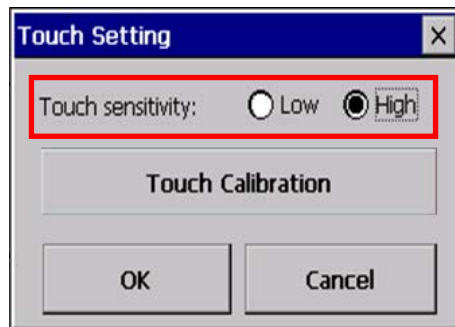 Touch Setting
Touch sensitivity: Low High
Touch Calibration
OK Cancel